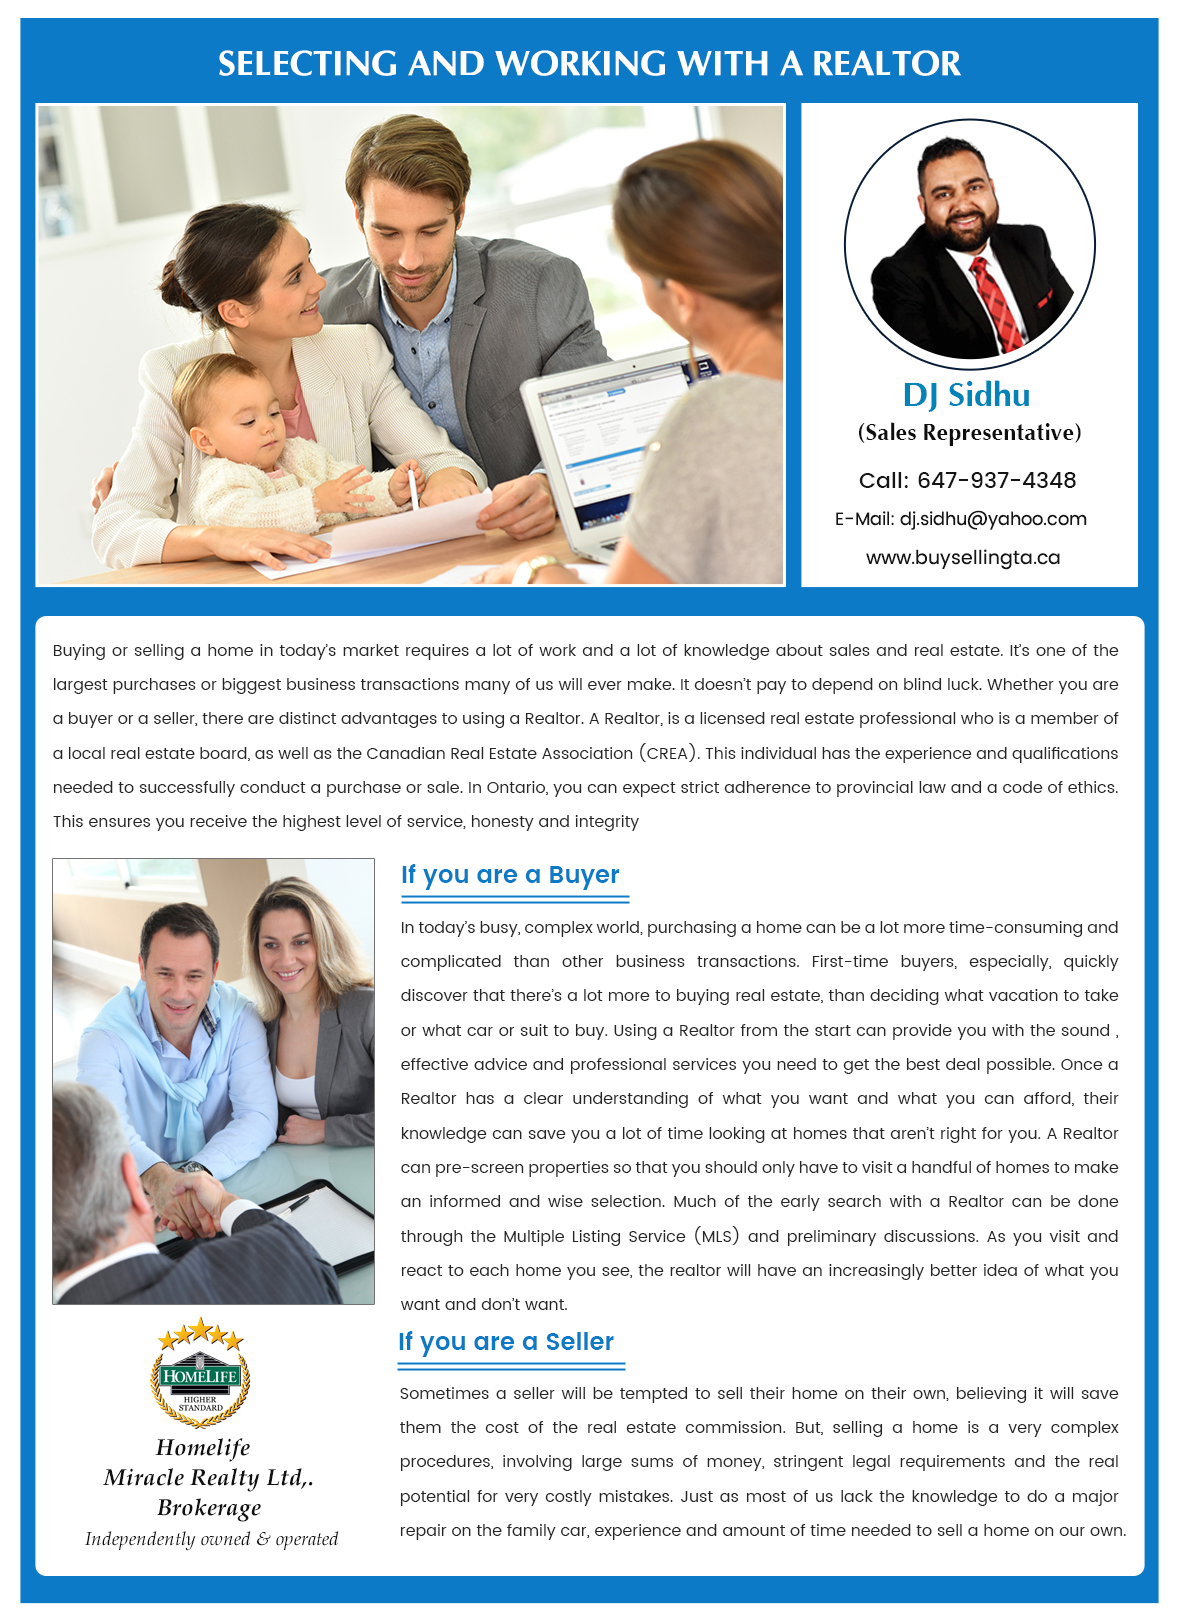 SELECTING AND WORKING WITH A REALTOR
DJ Sidhu
(Sales Representative)
Call: 647-937-4348
E-Mail: dj.sidhu@yahoo.com
www.buysellingta.ca
Buying or selling a home in today's market requires a lot of work and a lot of knowledge about sales and real estate. It's one of the
largest purchases or biggest business transactions many of us will ever make. It doesn't pay to depend on blind luck. Whether you are
a buyer or a seller, there are distinct advantages to using a Realtor. A Realtor, is a licensed real estate professional who is a member of
a local real estate board, as well as the Canadian Real Estate Association (CREA). This individual has the experience and qualifications
needed to successfully conduct a purchase or sale. In Ontario, you can expect strict adherence to provincial law and a code of ethics.
This ensures you receive the highest level of service, honesty and integrity
If you are a Buyer
In today's busy, complex world, purchasing a home can be a lot more time-consuming and
complicated than other business transactions. First-time buyers, especially, quickly
discover that there's a lot more to buying real estate, than deciding what vacation to take
or what car or suit to buy. Using a Realtor from the start can provide you with the sound ,
effective advice and professional services you need to get the best deal possible. Once a
Realtor has a clear understanding of what you want and what you can afford, their
knowledge can save you a lot of time looking at homes that aren't right for you. A Realtor
can pre-screen properties so that you should only have to visit a handful of homes to make
an informed and wise selection. Much of the early search with a Realtor can be done
through the Multiple Listing Service (MLS) and preliminary discussions. As you visit and
react to each home you see, the realtor will have an increasingly better idea of what you
want and don't want.
If you are a Seller
Sometimes a seller will be tempted to sell their home on their own, believing it will save
them the cost of the real estate commission. But, selling a home is a very complex
procedures, involving large sums of money, stringent legal requirements and the real
potential for very costly mistakes. Just as most of us lack the knowledge to do a major
repair on the family car, experience and amount of time needed to sell a home on our own.
HOMELIFE
HIGHER
STANDARD
Homelife
Miracle Realty Ltd,.
Brokerage
Independently owned & operated